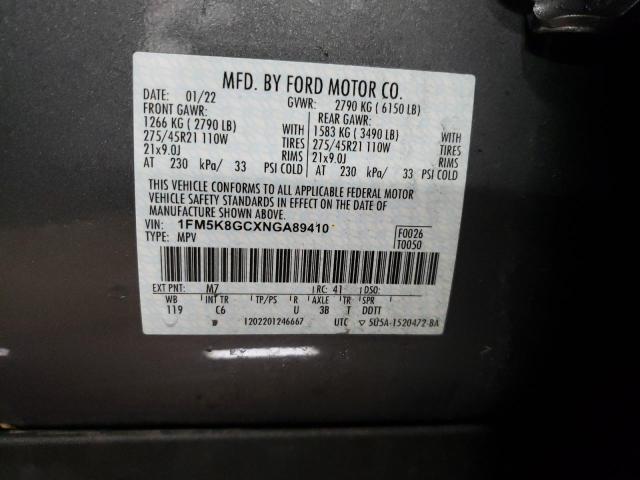 MFD. BY FORD MOTOR CO.
DATE: 01/22 GVWR: 2790 KG ( 6150 LB)
FRONT GAWR: REAR GAWR:
1266 KG ( 2790 LB) WITH 1583 KG ( 3490 LB) WITH
275/45R21 110W TIRES 275/45R21 110W TIRES
21x9.0J RIMS 21x9.0J RIMS
AT 230 kPa/ 33 PSI COLD AT 230 kPa/ 33 PSI COLD
THIS VEHICLE CONFORMS TO ALL APPLICABLE FEDERAL MOTOR
VEHICLE SAFETY STANDARDS IN EFFECT ON THE DATE OF
MANUFACTURE SHOWN ABOVE.
VIN: 1FM5K8GCXNGA89410 F0026
TYPE: MPV T0050
EXT PNT: M7 RC: 41 DSO:
WB INT TR TP/PS R AXLE TR SPR
119 C6 U 3B T DDTT
1202201246667 UTC ▽ 5U5A-1520472-BA